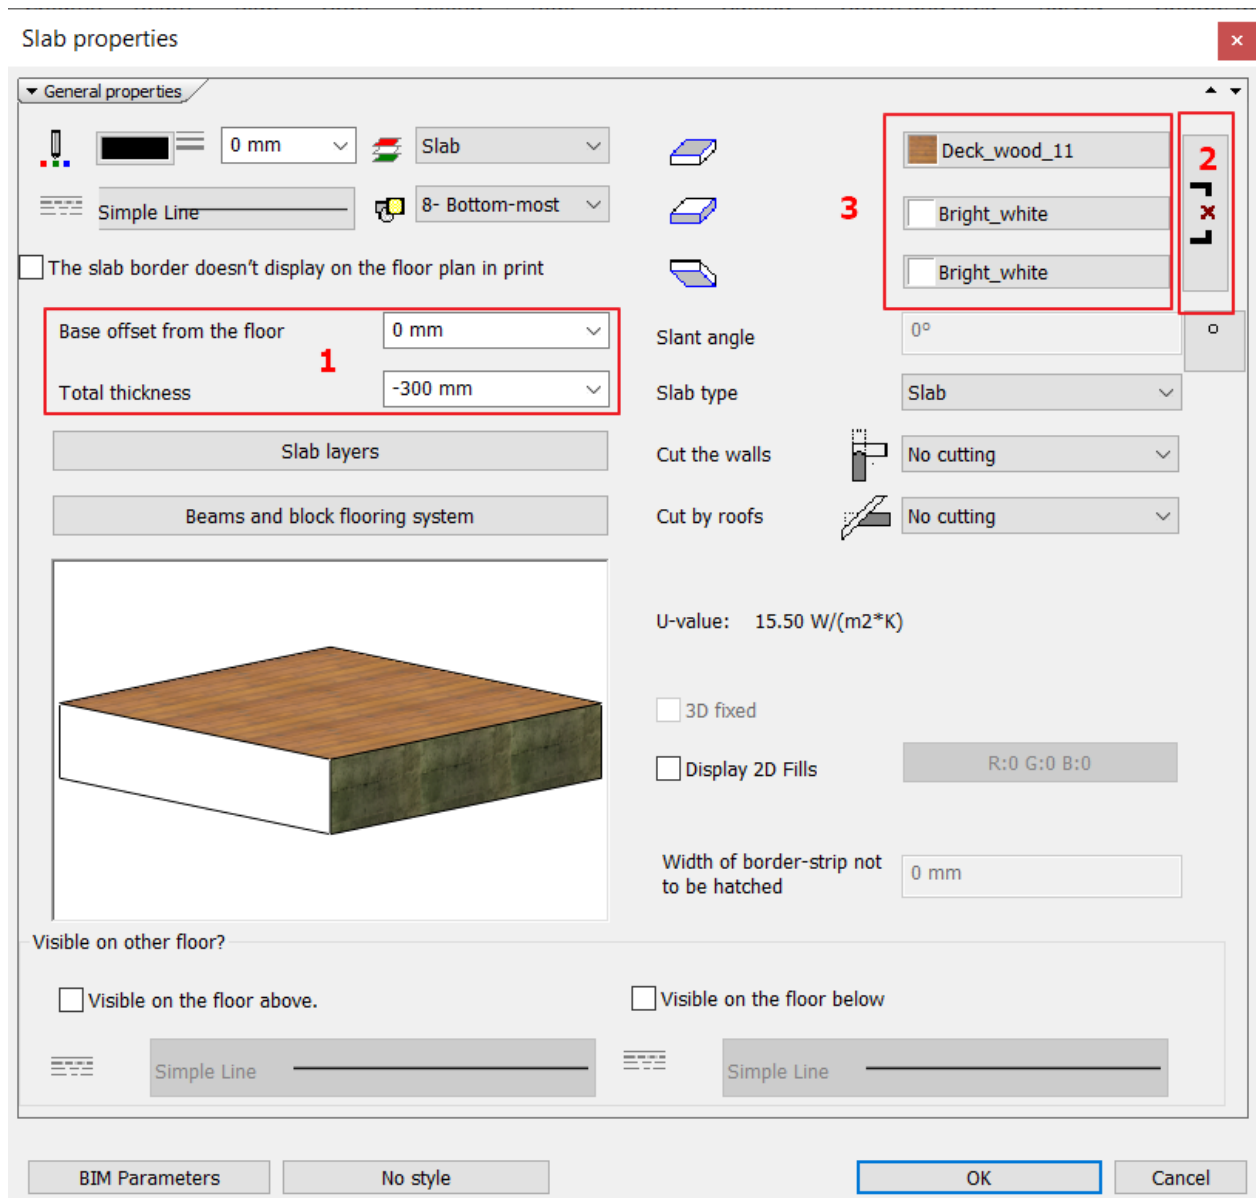 Slab properties
General properties
0 mm
Slab
Deck_wood_11
2
Simple Line
8- Bottom-most
3
Bright_white
The slab border doesn't display on the floor plan in print
Bright_white
Base offset from the floor
0 mm
1
Slant angle
0°
Total thickness
-300 mm
Slab type
Slab
Slab layers
Cut the walls
No cutting
Beams and block flooring system
Cut by roofs
No cutting
U-value: 15.50 W/(m2*K)
3D fixed
Display 2D Fills
R:0 G:0 B:0
Width of border-strip not
to be hatched
0 mm
Visible on other floor?
Visible on the floor above.
Visible on the floor below
Simple Line
Simple Line
BIM Parameters
No style
OK
Cancel